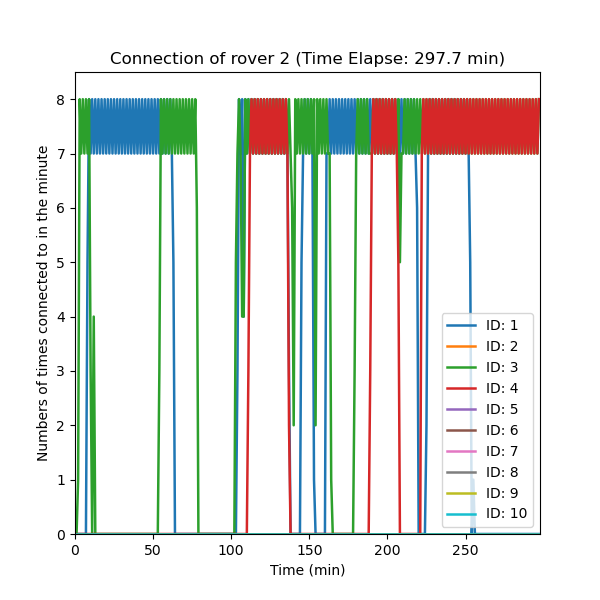 Connection of rover 2 (Time Elapse: 297.7 min)
Numbers of times connected to in the minute
8
7
6
5
4
3
2
1
0
0 50 100 150 200 250
Time (min)
ID: 1
ID: 2
ID: 3
ID: 4
ID: 5
ID: 6
ID: 7
ID: 8
ID: 9
ID: 10